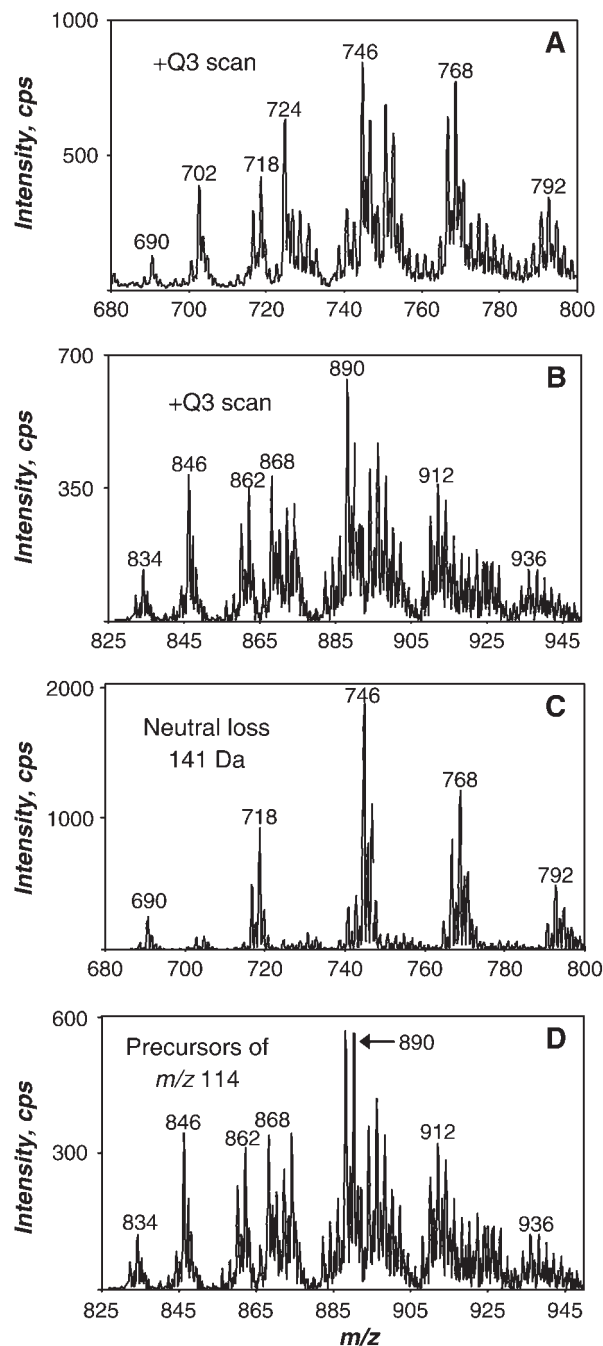 1000
A
+Q3 scan
746
768
724
718
702
690
792
500
Intensity, cps
680 700 720 740 760 780 800
700
B
+Q3 scan
890
846
862
868
912
834
936
350
Intensity, cps
825 845 865 885 905 925 945
2000
C
Neutral loss
141 Da
746
768
718
690
792
1000
Intensity, cps
680 700 720 740 760 780 800
600
D
Precursors of
m/z 114
890
846
862
868
912
834
936
300
Intensity, cps
825 845 865 885 905 925 945
m/z